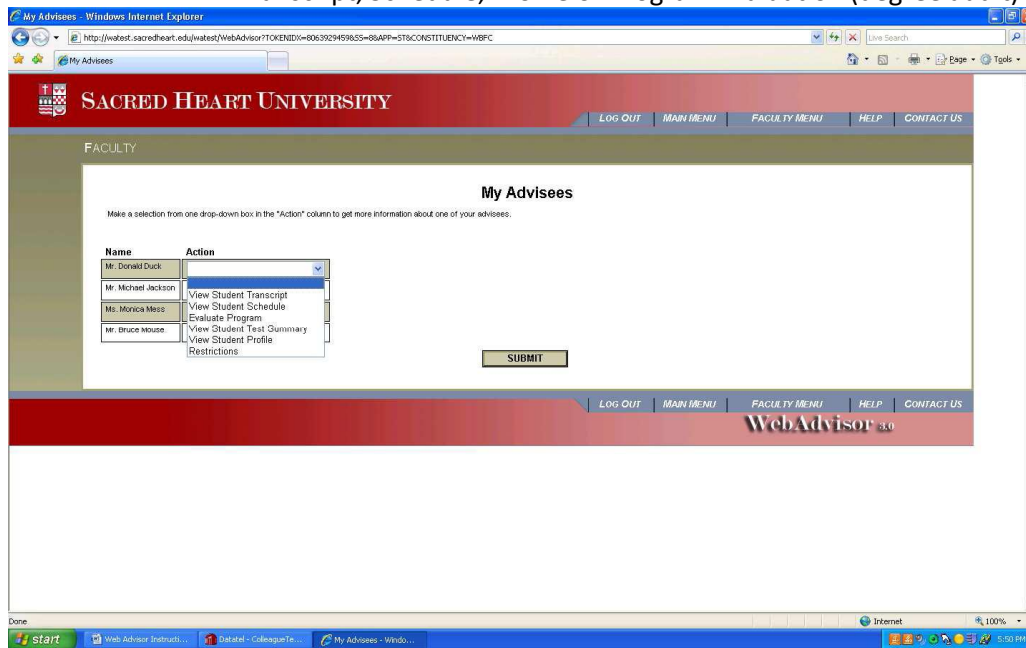 My Advisees - Windows Internet Explorer
http://watest.sacredheart.edu/watest/WebAdvisor?TOKENIDX=8063929459&SS=8&APP=ST&CONSTITUENCY=WBFC
Live Search
My Advisees
Page
Tools
SACRED HEART UNIVERSITY
LOG OUT MAIN MENU FACULTY MENU HELP CONTACT US
FACULTY
My Advisees
Make a selection from one drop-down box in the "Action" column to get more information about one of your advisees.
Name Action
Mr. Donald Duck
Mr. Michael Jackson
Ms. Monica Mess
Mr. Bruce Mouse
View Student Transcript
View Student Schedule
Evaluate Program
View Student Test Summary
View Student Profile
Restrictions
SUBMIT
LOG OUT MAIN MENU FACULTY MENU HELP CONTACT US
WebAdvisor 3.0
Done
Internet 100%
start Web Advisor Instructi... Datatel - ColleagueTe... My Advisees - Windo... 5:50 PM